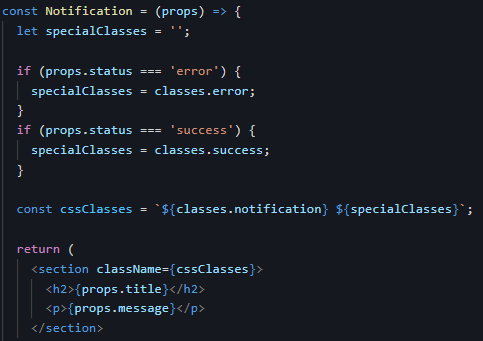 const Notification = (props) => {
  let specialClasses = '';

  if (props.status === 'error') {
    specialClasses = classes.error;
  }
  if (props.status === 'success') {
    specialClasses = classes.success;
  }

  const cssClasses = `${classes.notification} ${specialClasses}`;

  return (
    <section className={cssClasses}>
      <h2>{props.title}</h2>
      <p>{props.message}</p>
    </section>